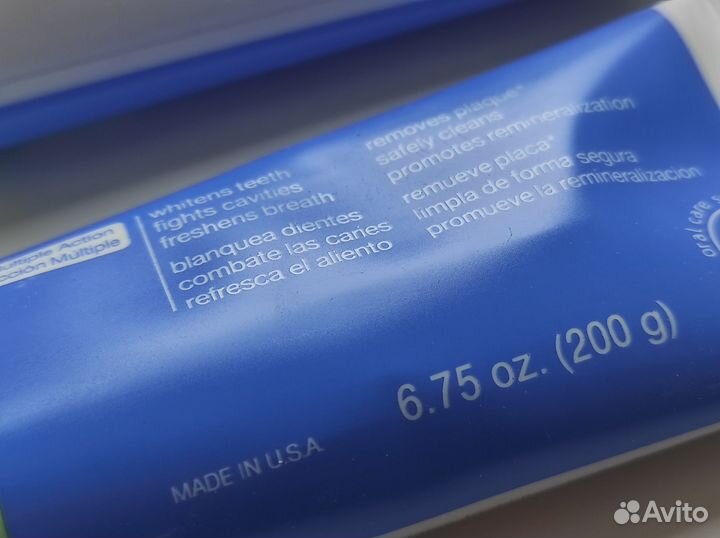 Multiple Action
Acción Multiple
whitens teeth
fights cavities
freshens breath
blanquea dientes
combate las caries
refresca el aliento
removes plaque*
safely cleans
promotes remineralization
remueve placa*
limpia de forma segura
promueve la remineralización
oral care
6.75 oz. (200 g)
MADE IN U.S.A
Avito